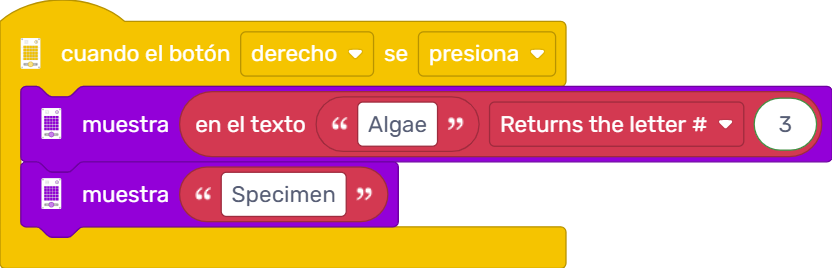 cuando el botón derecho se presiona
muestra en el texto “ Algae ” Returns the letter # 3
muestra “ Specimen ”